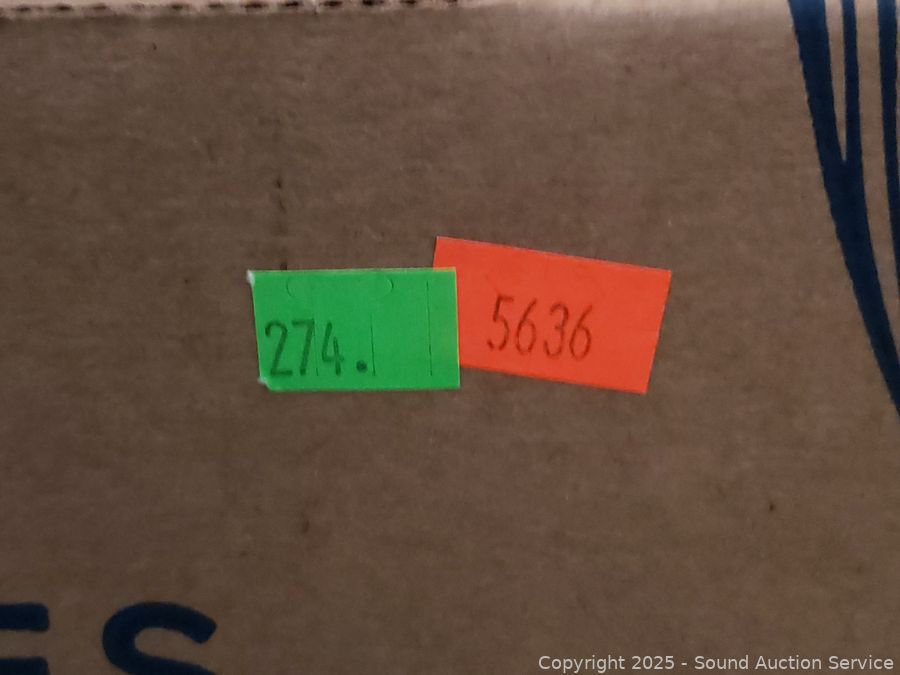 274.
5636
ES
Copyright 2025 - Sound Auction Service